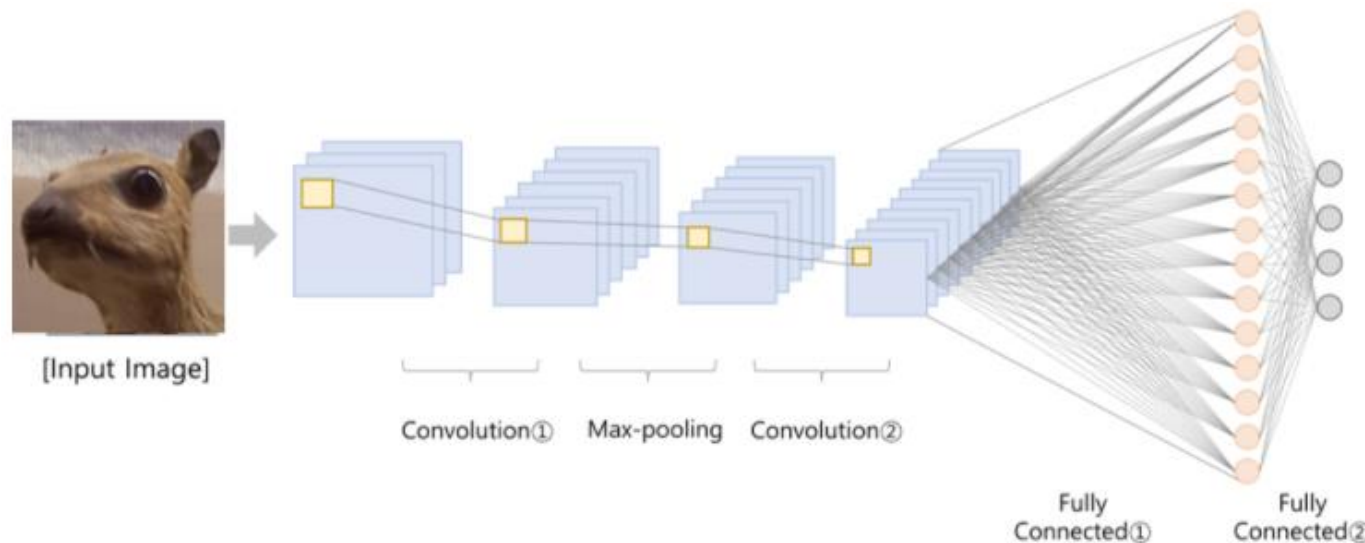 [Input Image]
Convolution①
Max-pooling
Convolution②
Fully
Connected①
Fully
Connected②